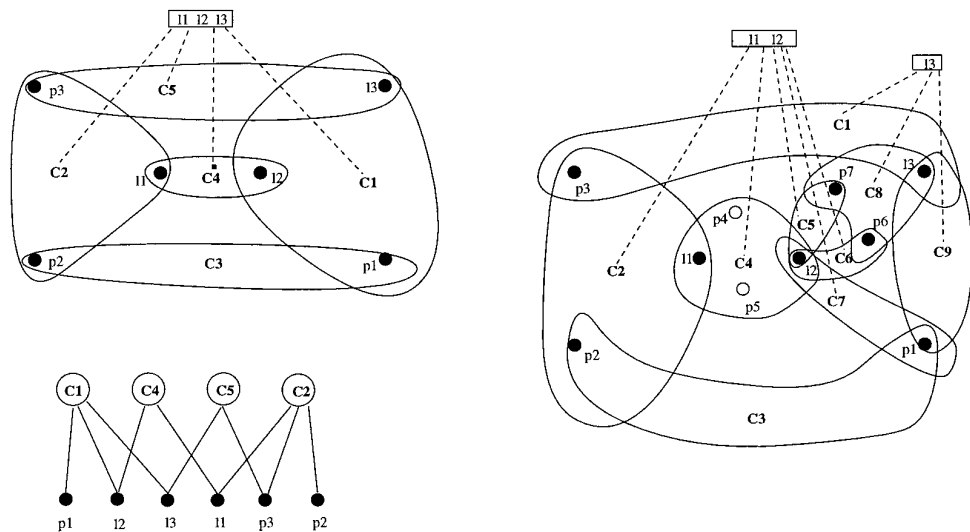 l1 l2 l3
p3 C5 l3
C2 l1 C4 l2 C1
p2 C3 p1
C1 C4 C5 C2
p1 l2 l3 l1 p3 p2
l1 l2
l3
C1
p3 p7 C8 l3
p4 C5 p6
C2 l1 C4 l2 C6 C9
p5 C7
p2 p1
C3